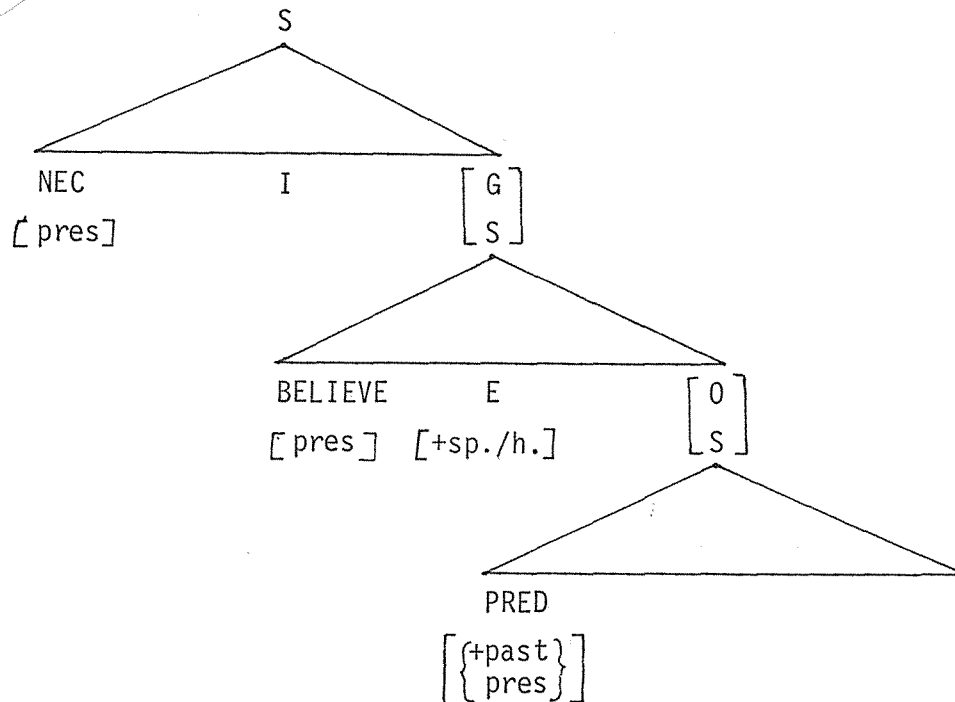 S
NEC I [ G
[pres] S ]
BELIEVE E [ O
[pres] [+sp./h.] S ]
PRED
[{+past
pres}]